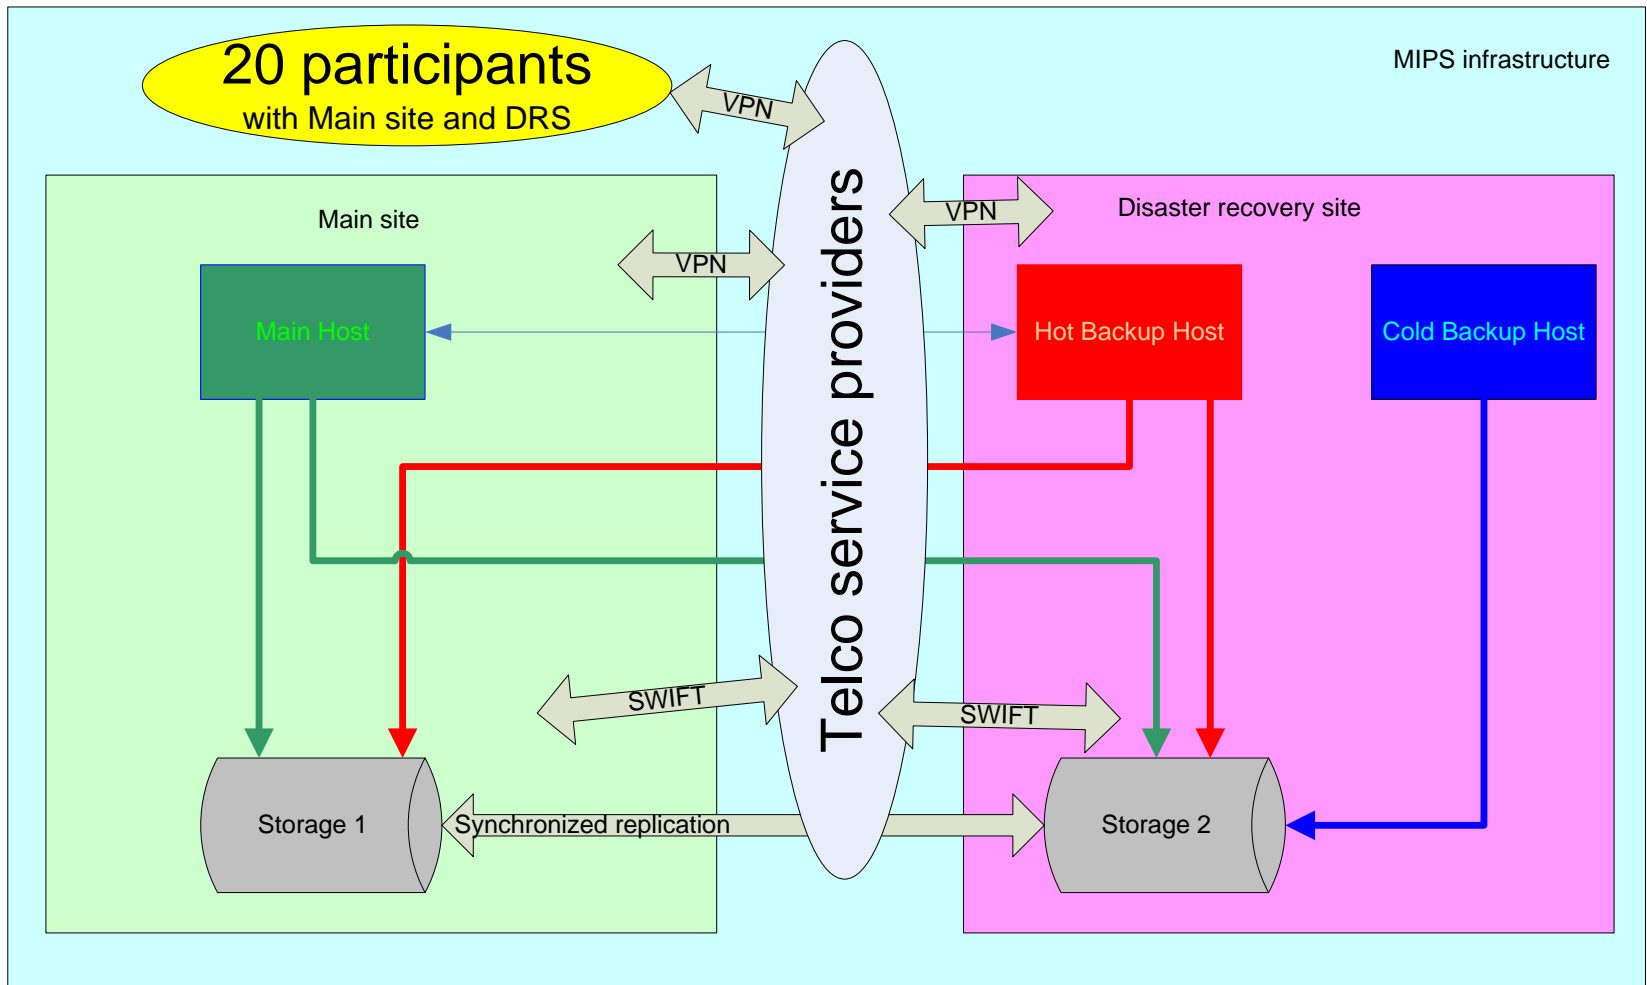 20 participants
with Main site and DRS
MIPS infrastructure
VPN
Telco service providers
Main site
VPN
VPN
Disaster recovery site
Main Host
Hot Backup Host
Cold Backup Host
SWIFT
SWIFT
Storage 1
Synchronized replication
Storage 2